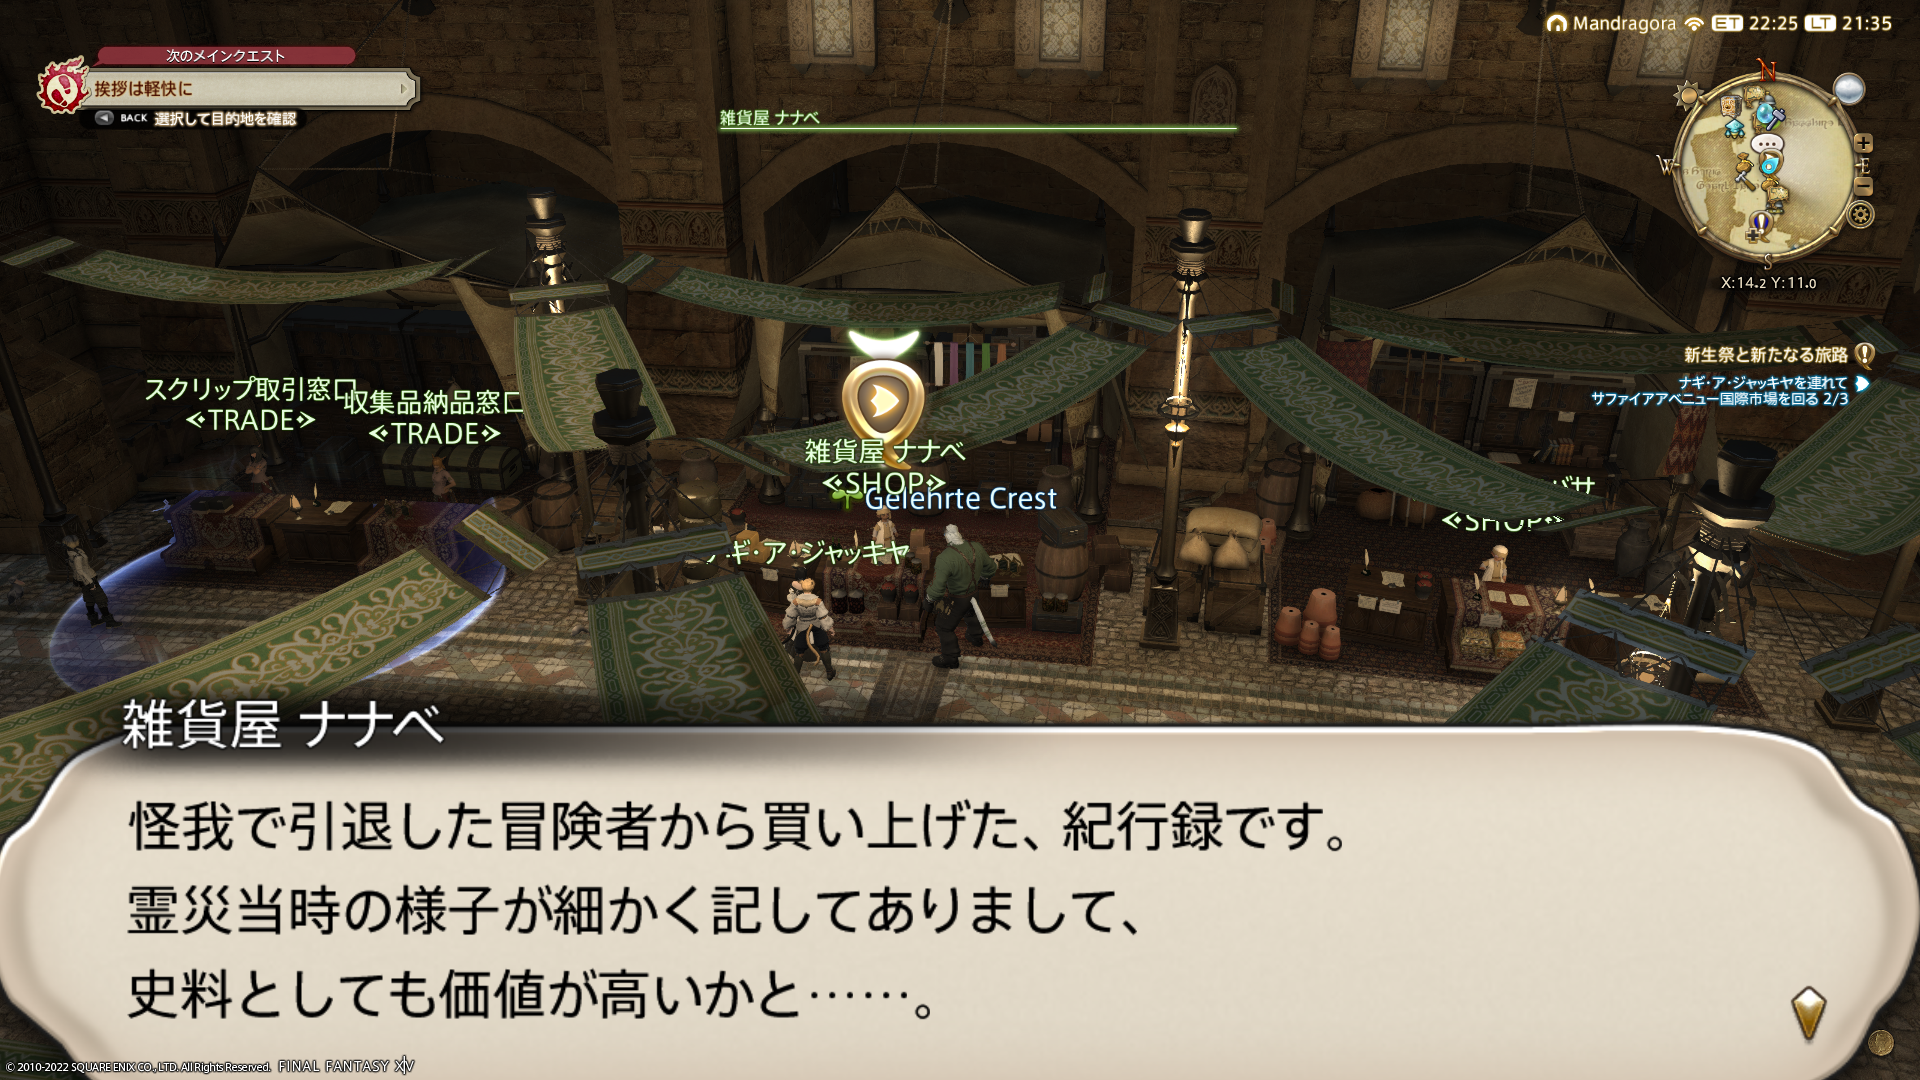 Mandragora ET 22:25 LT 21:35
次のメインクエスト
挨拶は軽快に
BACK 選択して目的地を確認
雑貨屋 ナナベ
N
W
E
S
X:14.2 Y:11.0
新生祭と新たなる旅路
ナギ・ア・ジャッキヤを連れて
サファイアアベニュー国際市場を回る 2/3
スクリップ取引窓口
<TRADE>
収集品納品窓口
<TRADE>
雑貨屋 ナナベ
<SHOP>
Gelehrte Crest
ギ・ア・ジャッキヤ
バサ
<SHOP>
雑貨屋 ナナベ
怪我で引退した冒険者から買い上げた、紀行録です。
霊災当時の様子が細かく記してありまして、
史料としても価値が高いかと……。
© 2010-2022 SQUARE ENIX CO., LTD. All Rights Reserved. FINAL FANTASY XIV